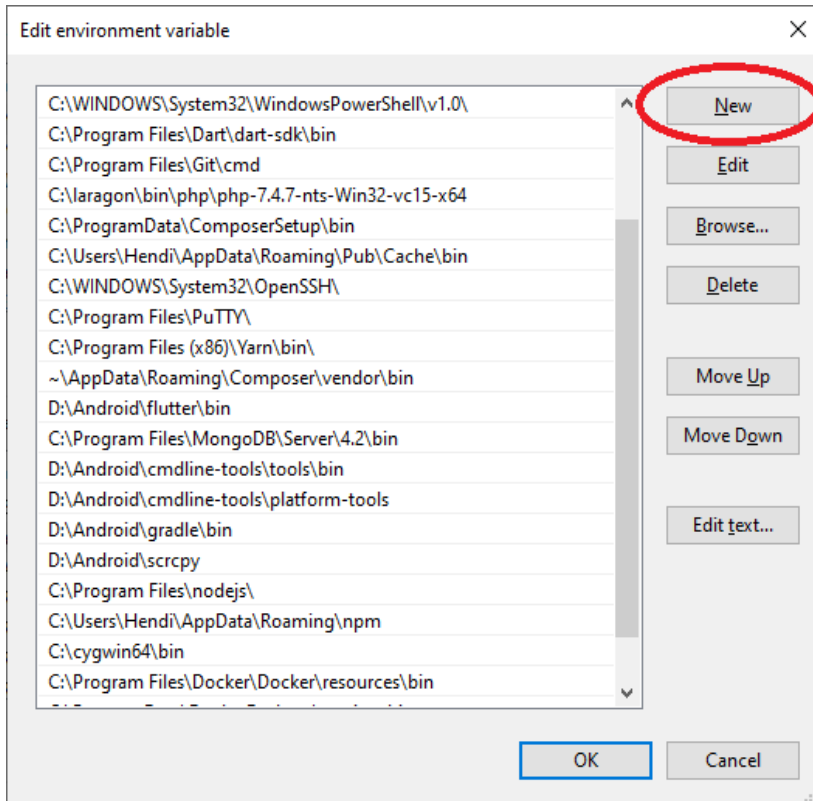 Edit environment variable
C:\WINDOWS\System32\WindowsPowerShell\v1.0\
New
C:\Program Files\Dart\dart-sdk\bin
C:\Program Files\Git\cmd
Edit
C:\laragon\bin\php\php-7.4.7-nts-Win32-vc15-x64
C:\ProgramData\ComposerSetup\bin
Browse...
C:\Users\Hendi\AppData\Roaming\Pub\Cache\bin
C:\WINDOWS\System32\OpenSSH\
Delete
C:\Program Files\PuTTY\
C:\Program Files (x86)\Yarn\bin\
~\AppData\Roaming\Composer\vendor\bin
Move Up
D:\Android\flutter\bin
C:\Program Files\MongoDB\Server\4.2\bin
Move Down
D:\Android\cmdline-tools\tools\bin
D:\Android\cmdline-tools\platform-tools
D:\Android\gradle\bin
Edit text...
D:\Android\scrcpy
C:\Program Files\nodejs\
C:\Users\Hendi\AppData\Roaming\npm
C:\cygwin64\bin
C:\Program Files\Docker\Docker\resources\bin
OK
Cancel